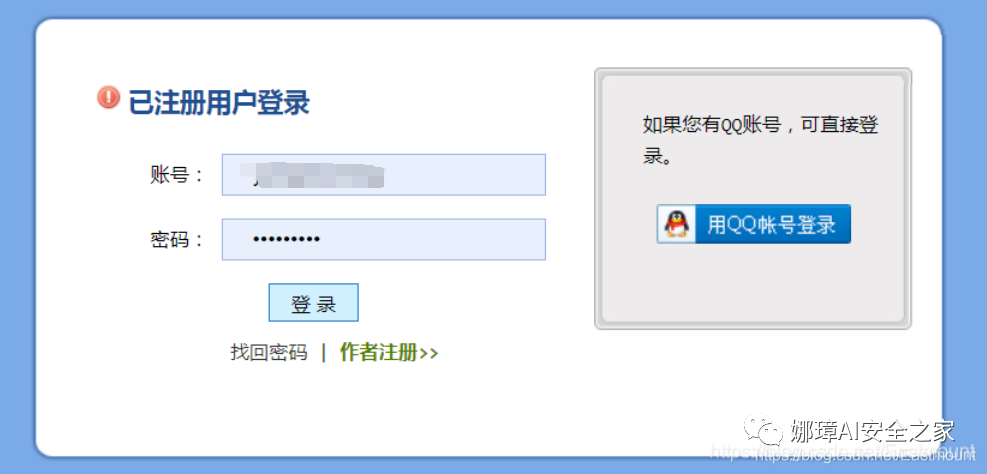 已注册用户登录
账号：
密码：
登 录
找回密码 | 作者注册>>
如果您有QQ账号，可直接登
录。
用QQ帐号登录
娜璋AI安全之家
https://blog.csdn.net/Eastmount